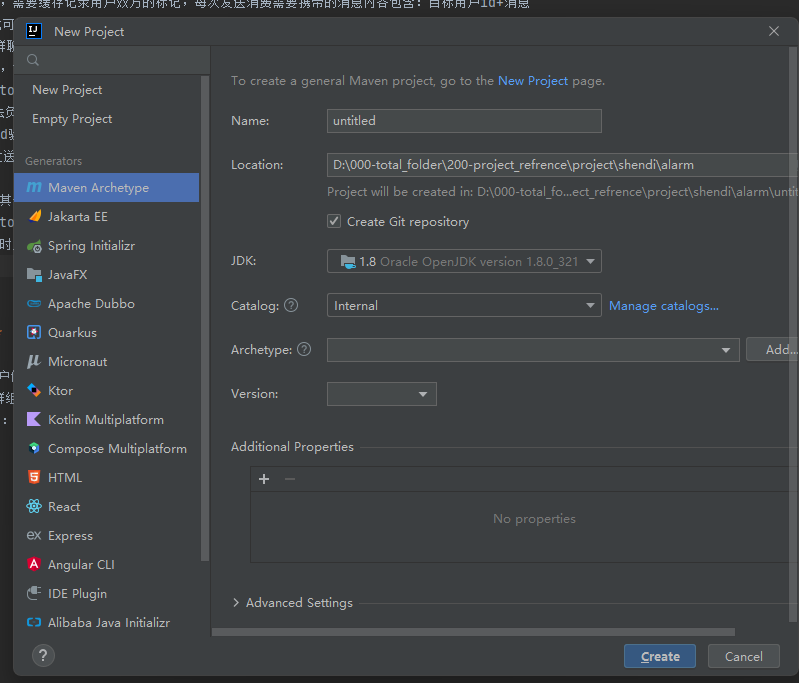 ，需要缓存记录用户双方的标记，每次发送消费需要携带的消息内容包含：目标用户id+消息
New Project
New Project
Empty Project
Generators
Maven Archetype
Jakarta EE
Spring Initializr
JavaFX
Apache Dubbo
Quarkus
Micronaut
Ktor
Kotlin Multiplatform
Compose Multiplatform
HTML
React
Express
Angular CLI
IDE Plugin
Alibaba Java Initializr
To create a general Maven project, go to the New Project page.
Name: untitled
Location: D:\000-total_folder\200-project_refrence\project\shendi\alarm
Project will be created in: D:\000-total_fo...ect_refrence\project\shendi\alarm\unti
Create Git repository
JDK: 1.8 Oracle OpenJDK version 1.8.0_321
Catalog: ? Internal Manage catalogs...
Archetype: ? Add...
Version:
Additional Properties
+ −
No properties
Advanced Settings
? Create Cancel